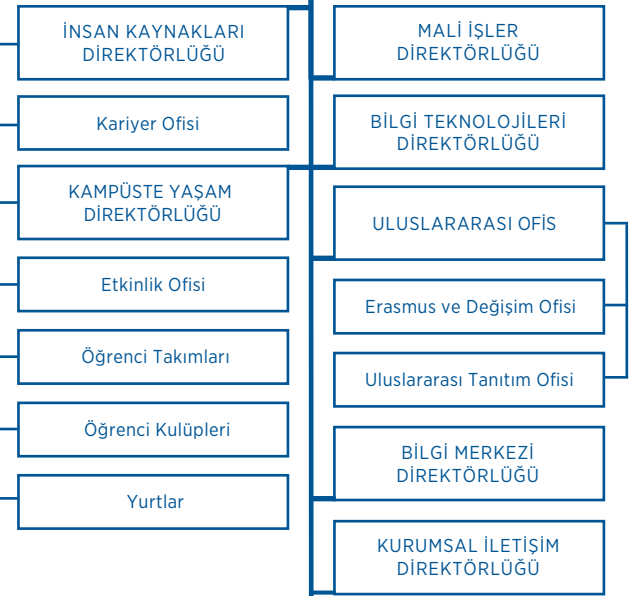 İNSAN KAYNAKLARI
DİREKTÖRLÜĞÜ
Kariyer Ofisi
KAMPÜSTE YAŞAM
DİREKTÖRLÜĞÜ
Etkinlik Ofisi
Öğrenci Takımları
Öğrenci Kulüpleri
Yurtlar
MALİ İŞLER
DİREKTÖRLÜĞÜ
BİLGİ TEKNOLOJİLERİ
DİREKTÖRLÜĞÜ
ULUSLARARASI OFİS
Erasmus ve Değişim Ofisi
Uluslararası Tanıtım Ofisi
BİLGİ MERKEZİ
DİREKTÖRLÜĞÜ
KURUMSAL İLETİŞİM
DİREKTÖRLÜĞÜ